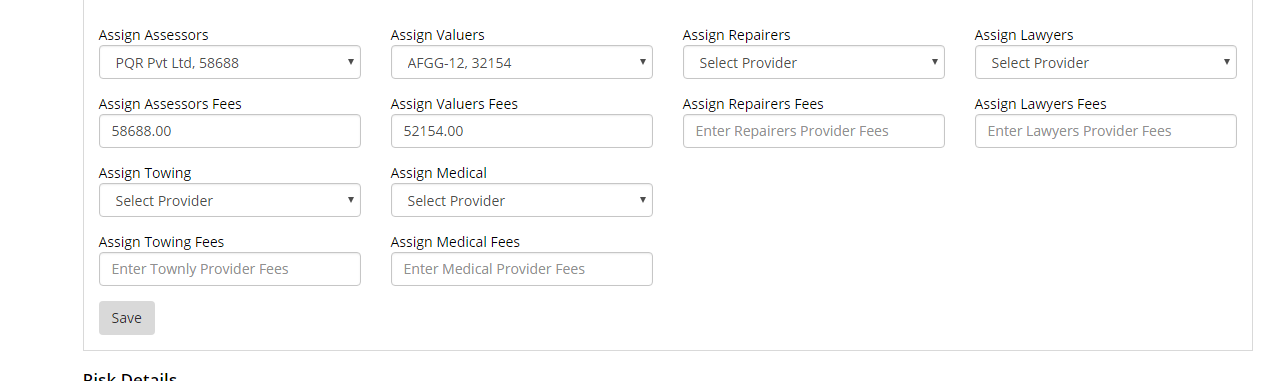 Assign Assessors Assign Valuers Assign Repairers Assign Lawyers
PQR Pvt Ltd, 58688 AFGG-12, 32154 Select Provider Select Provider
Assign Assessors Fees Assign Valuers Fees Assign Repairers Fees Assign Lawyers Fees
58688.00 52154.00 Enter Repairers Provider Fees Enter Lawyers Provider Fees
Assign Towing Assign Medical
Select Provider Select Provider
Assign Towing Fees Assign Medical Fees
Enter Townly Provider Fees Enter Medical Provider Fees
Save
Risk Details